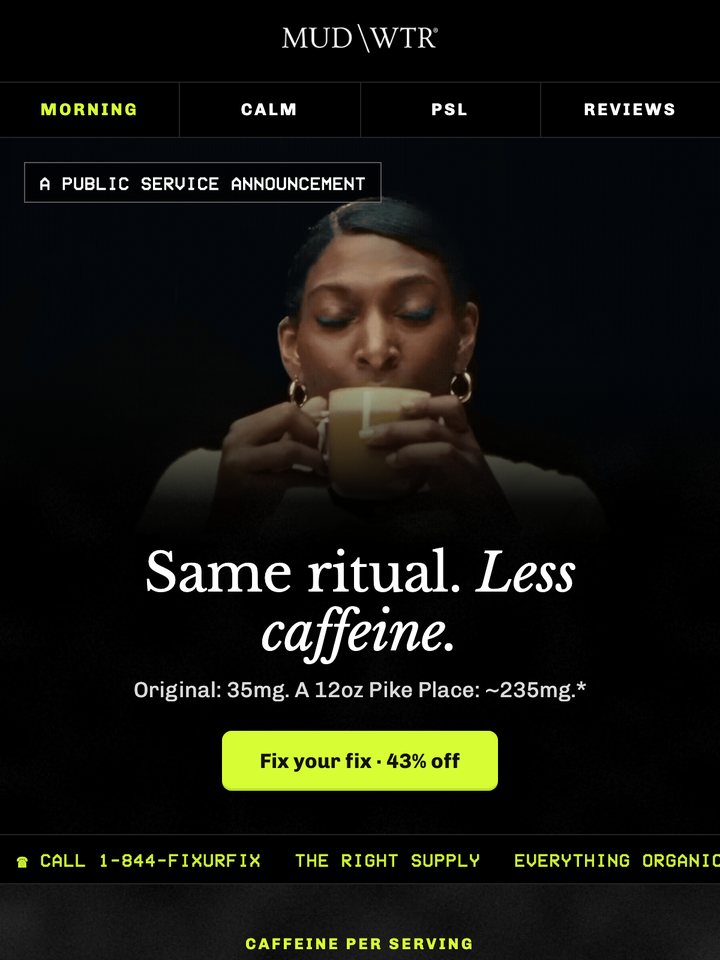 MUD\WTR®
MORNING
CALM
PSL
REVIEWS
A PUBLIC SERVICE ANNOUNCEMENT
Same ritual. Less
caffeine.
Original: 35mg. A 12oz Pike Place: ~235mg.*
Fix your fix · 43% off
☎ CALL 1-844-FIXURFIX THE RIGHT SUPPLY EVERYTHING ORGANIC
CAFFEINE PER SERVING